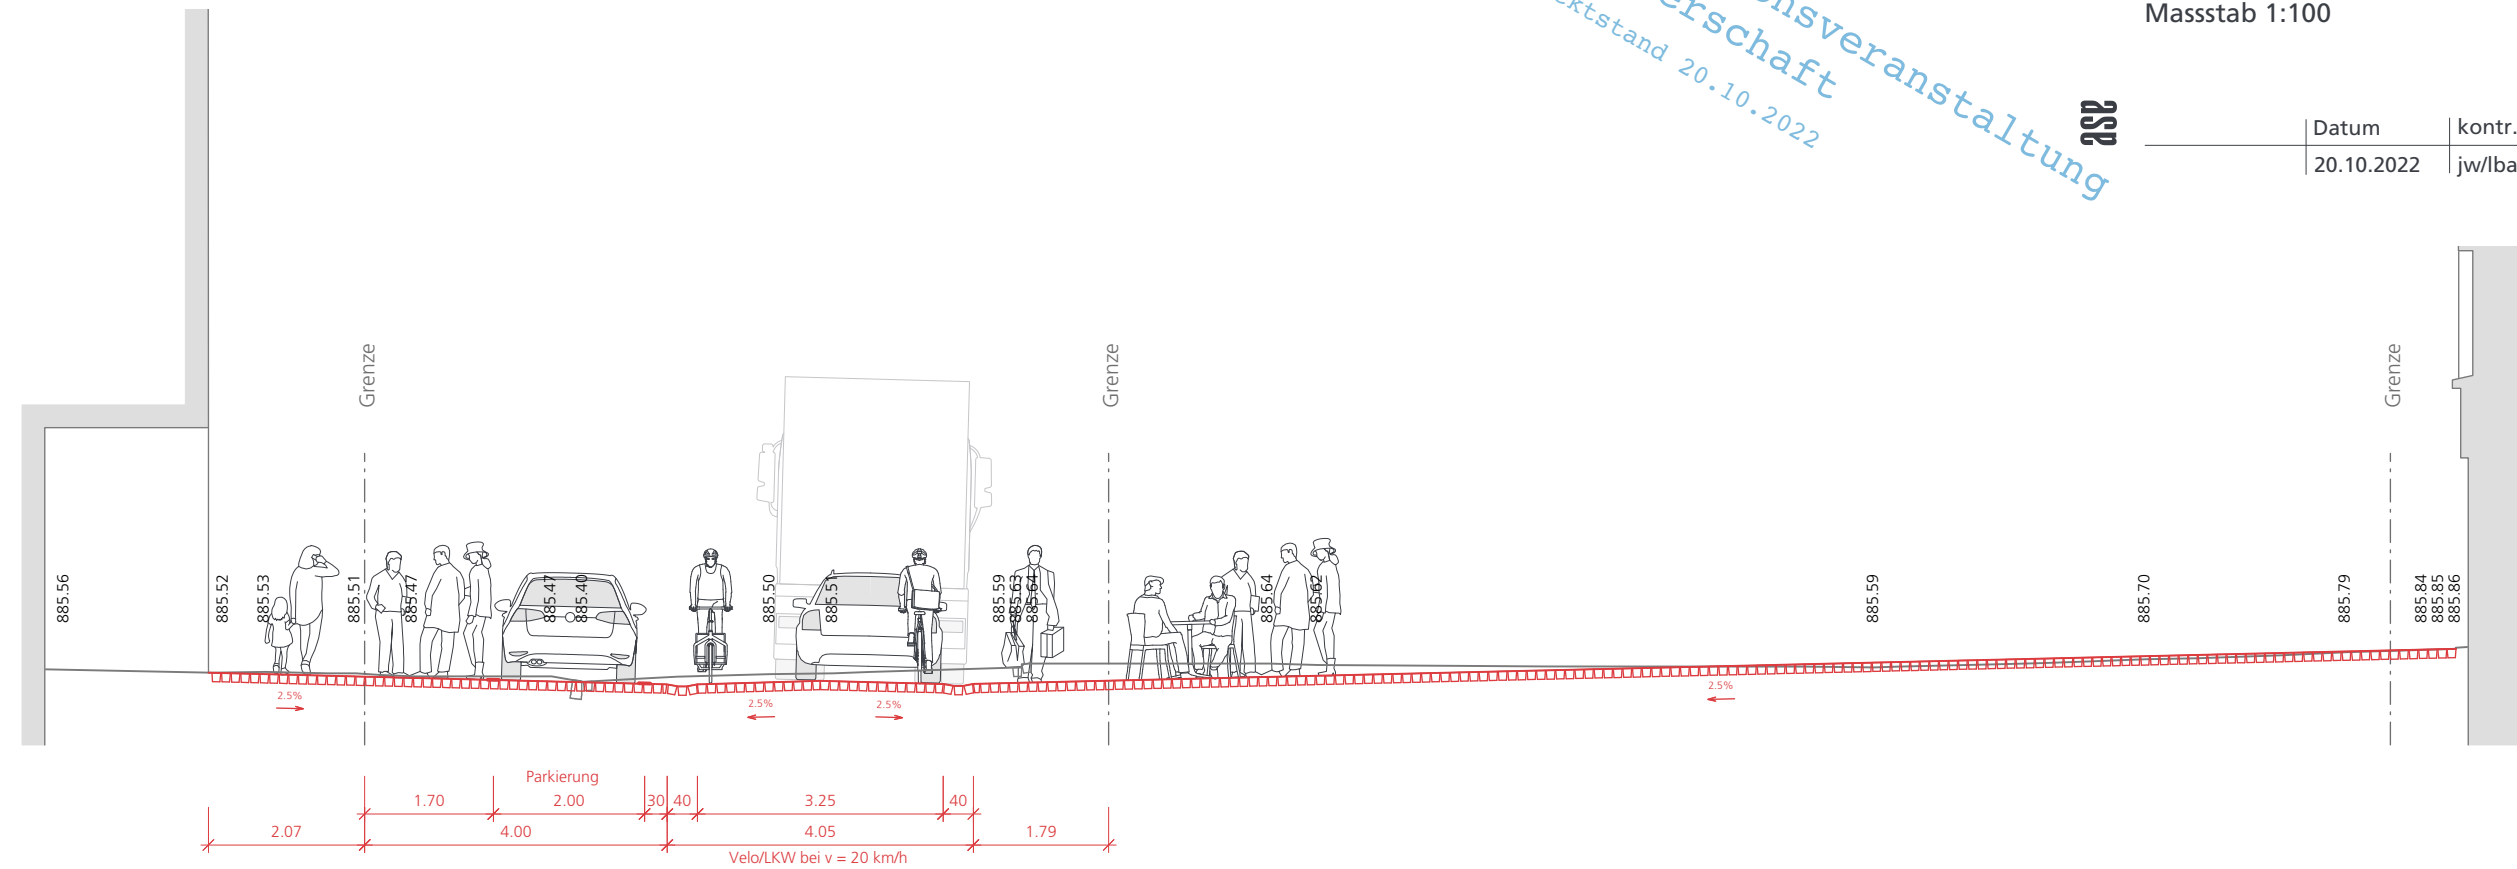 Massstab 1:100
onsveranstaltung
erschaft
ektstand 20.10.2022
asp
Datum kontr.
20.10.2022 jw/lba
Grenze
Grenze
Grenze
885.56
885.52
885.53
885.51
885.47
885.47
885.40
885.50
885.51
885.59
885.63
885.64
885.64
885.62
885.59
885.70
885.79
885.84
885.85
885.86
2.5%
2.5%
2.5%
2.5%
Parkierung
1.70 2.00 30 40 3.25 40
2.07 4.00 4.05 1.79
Velo/LKW bei v = 20 km/h